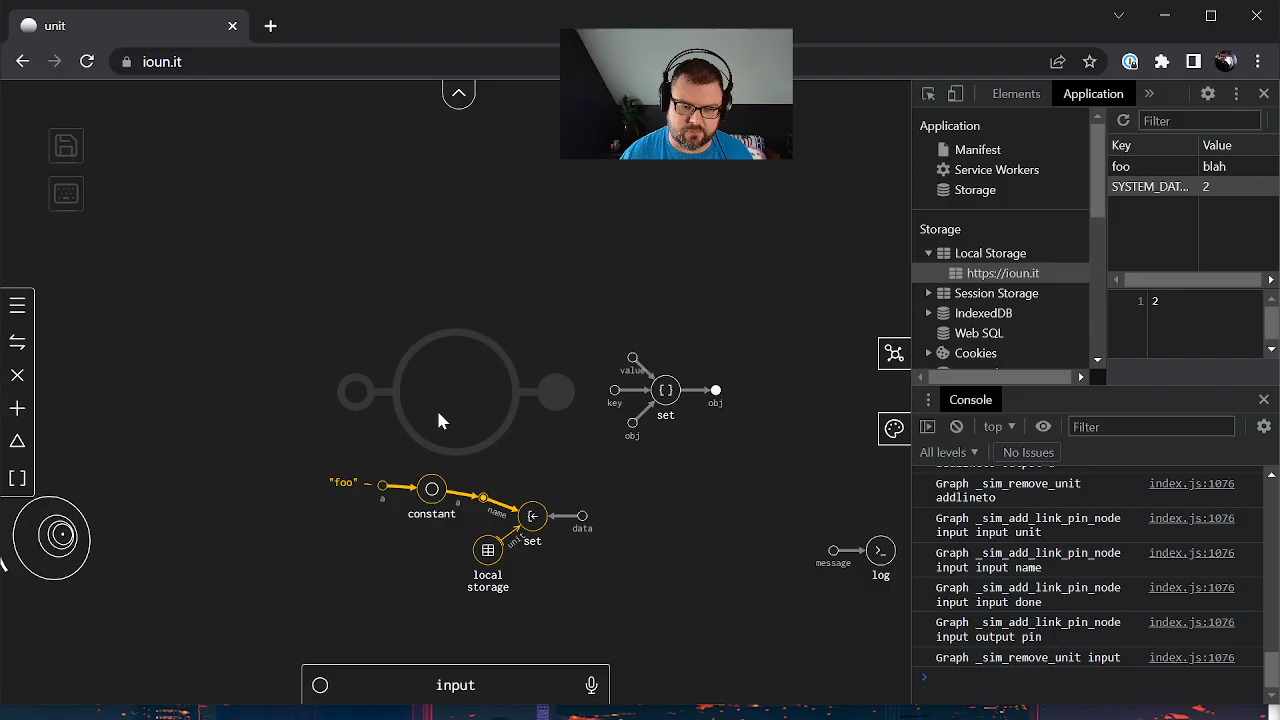 unit
ioun.it
Elements
Application
Application
Manifest
Service Workers
Storage
Storage
Local Storage
https://ioun.it
Session Storage
IndexedDB
Web SQL
Cookies
Filter
Key
Value
foo
blah
SYSTEM_DAT...
2
1
2
value
key
obj
set
obj
"foo"
a
constant
a
name
set
data
unit
local
storage
message
log
input
Console
top
Filter
All levels
No Issues
Graph _sim_remove_unit
addlineto
index.js:1076
Graph _sim_add_link_pin_node
input input unit
index.js:1076
Graph _sim_add_link_pin_node
input input name
index.js:1076
Graph _sim_add_link_pin_node
input input done
index.js:1076
Graph _sim_add_link_pin_node
input output pin
index.js:1076
Graph _sim_remove_unit input
index.js:1076